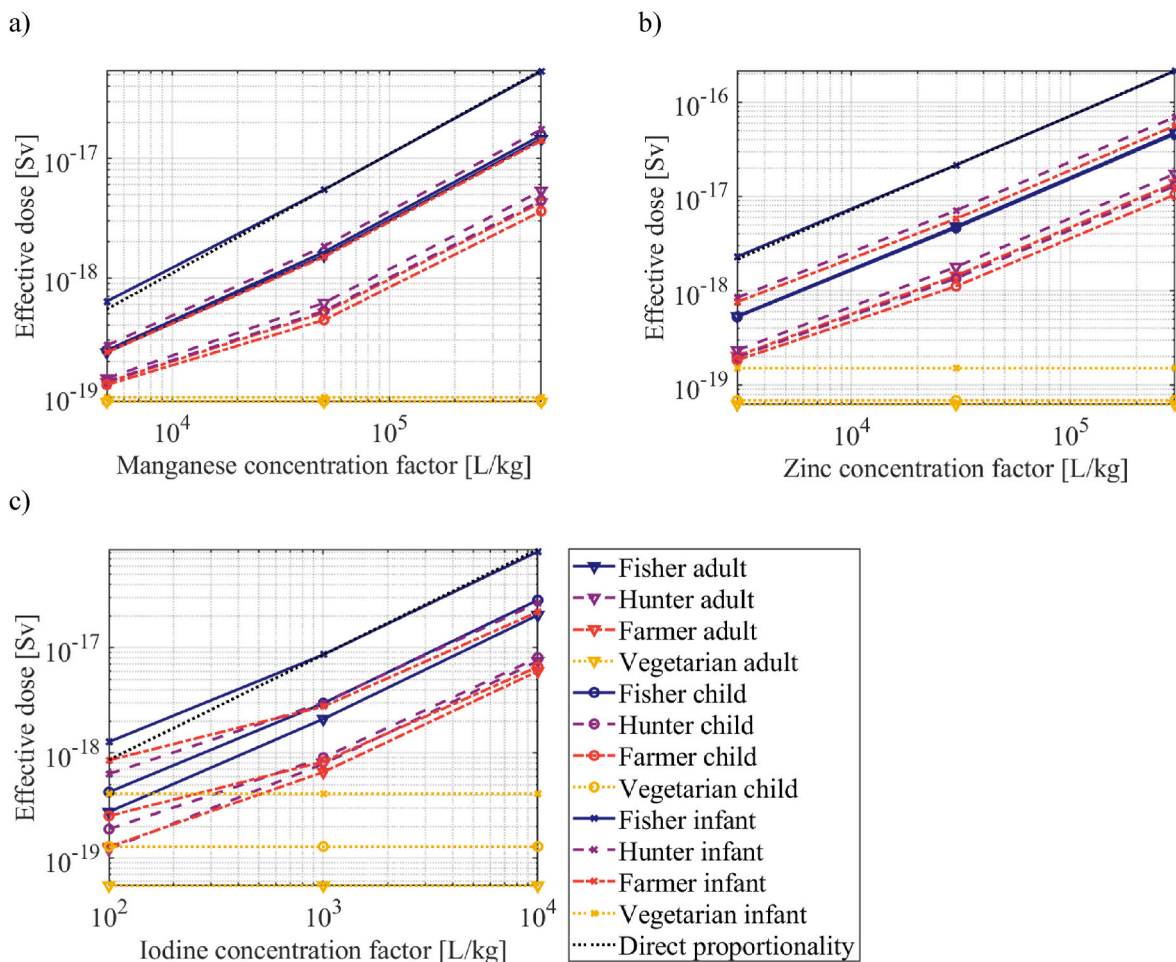 a)
10^-17
10^-18
10^-19
10^4
10^5
Effective dose [Sv]
Manganese concentration factor [L/kg]
b)
10^-16
10^-17
10^-18
10^-19
10^4
10^5
Effective dose [Sv]
Zinc concentration factor [L/kg]
c)
10^-17
10^-18
10^-19
10^2
10^3
10^4
Effective dose [Sv]
Iodine concentration factor [L/kg]
Fisher adult
Hunter adult
Farmer adult
Vegetarian adult
Fisher child
Hunter child
Farmer child
Vegetarian child
Fisher infant
Hunter infant
Farmer infant
Vegetarian infant
Direct proportionality